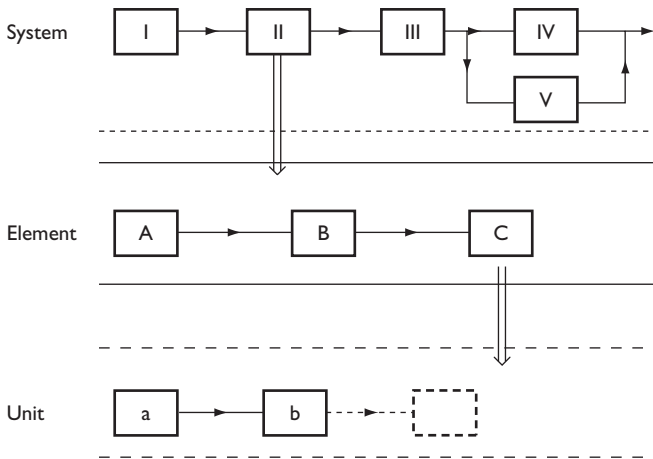 System I II III IV
V
Element A B C
Unit a b